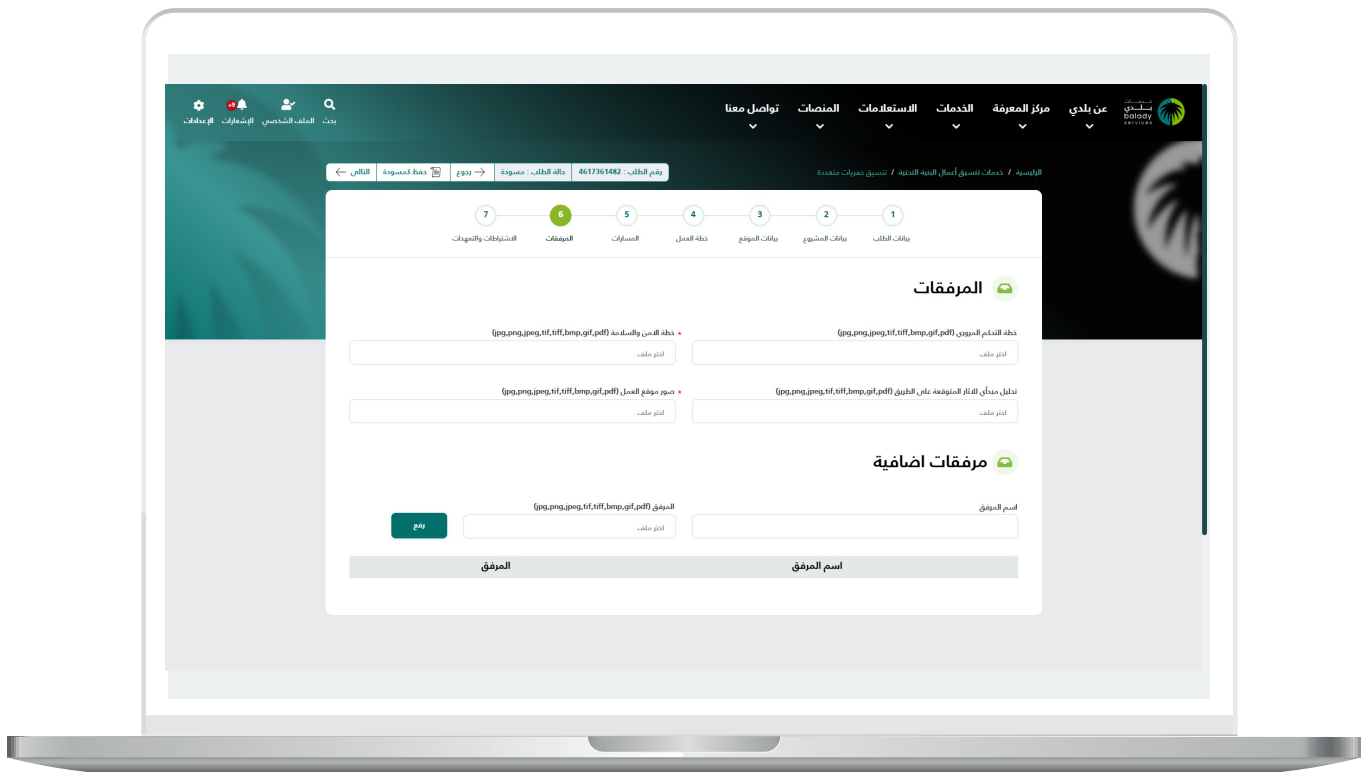 خدمات
بلدي
balady
services
عن بلدي
مركز المعرفة
الخدمات
الاستعلامات
المنصات
تواصل معنا
بحث
الملف الشخصي
9+
الإشعارات
الإعدادات
الرئيسية / خدمات تنسيق أعمال البنية التحتية / تنسيق حفريات متعددة
رقم الطلب : 4617361482
حالة الطلب : مسودة
رجوع
حفظ كمسودة
التالي
1
2
3
4
5
6
7
بيانات الطلب
بيانات المشروع
بيانات الموقع
خطة العمل
المسارات
المرفقات
الاشتراطات والتعهدات
المرفقات
خطة التحكم المروري (jpg,png,jpeg,tif,tiff,bmp,gif,pdf)
اختر ملف
* خطة الامن والسلامة (jpg,png,jpeg,tif,tiff,bmp,gif,pdf)
اختر ملف
تحليل مبدأي للاثار المتوقعة على الطريق (jpg,png,jpeg,tif,tiff,bmp,gif,pdf)
اختر ملف
* صور موقع العمل (jpg,png,jpeg,tif,tiff,bmp,gif,pdf)
اختر ملف
مرفقات اضافية
اسم المرفق
المرفق (jpg,png,jpeg,tif,tiff,bmp,gif,pdf)
اختر ملف
رفع
اسم المرفق
المرفق